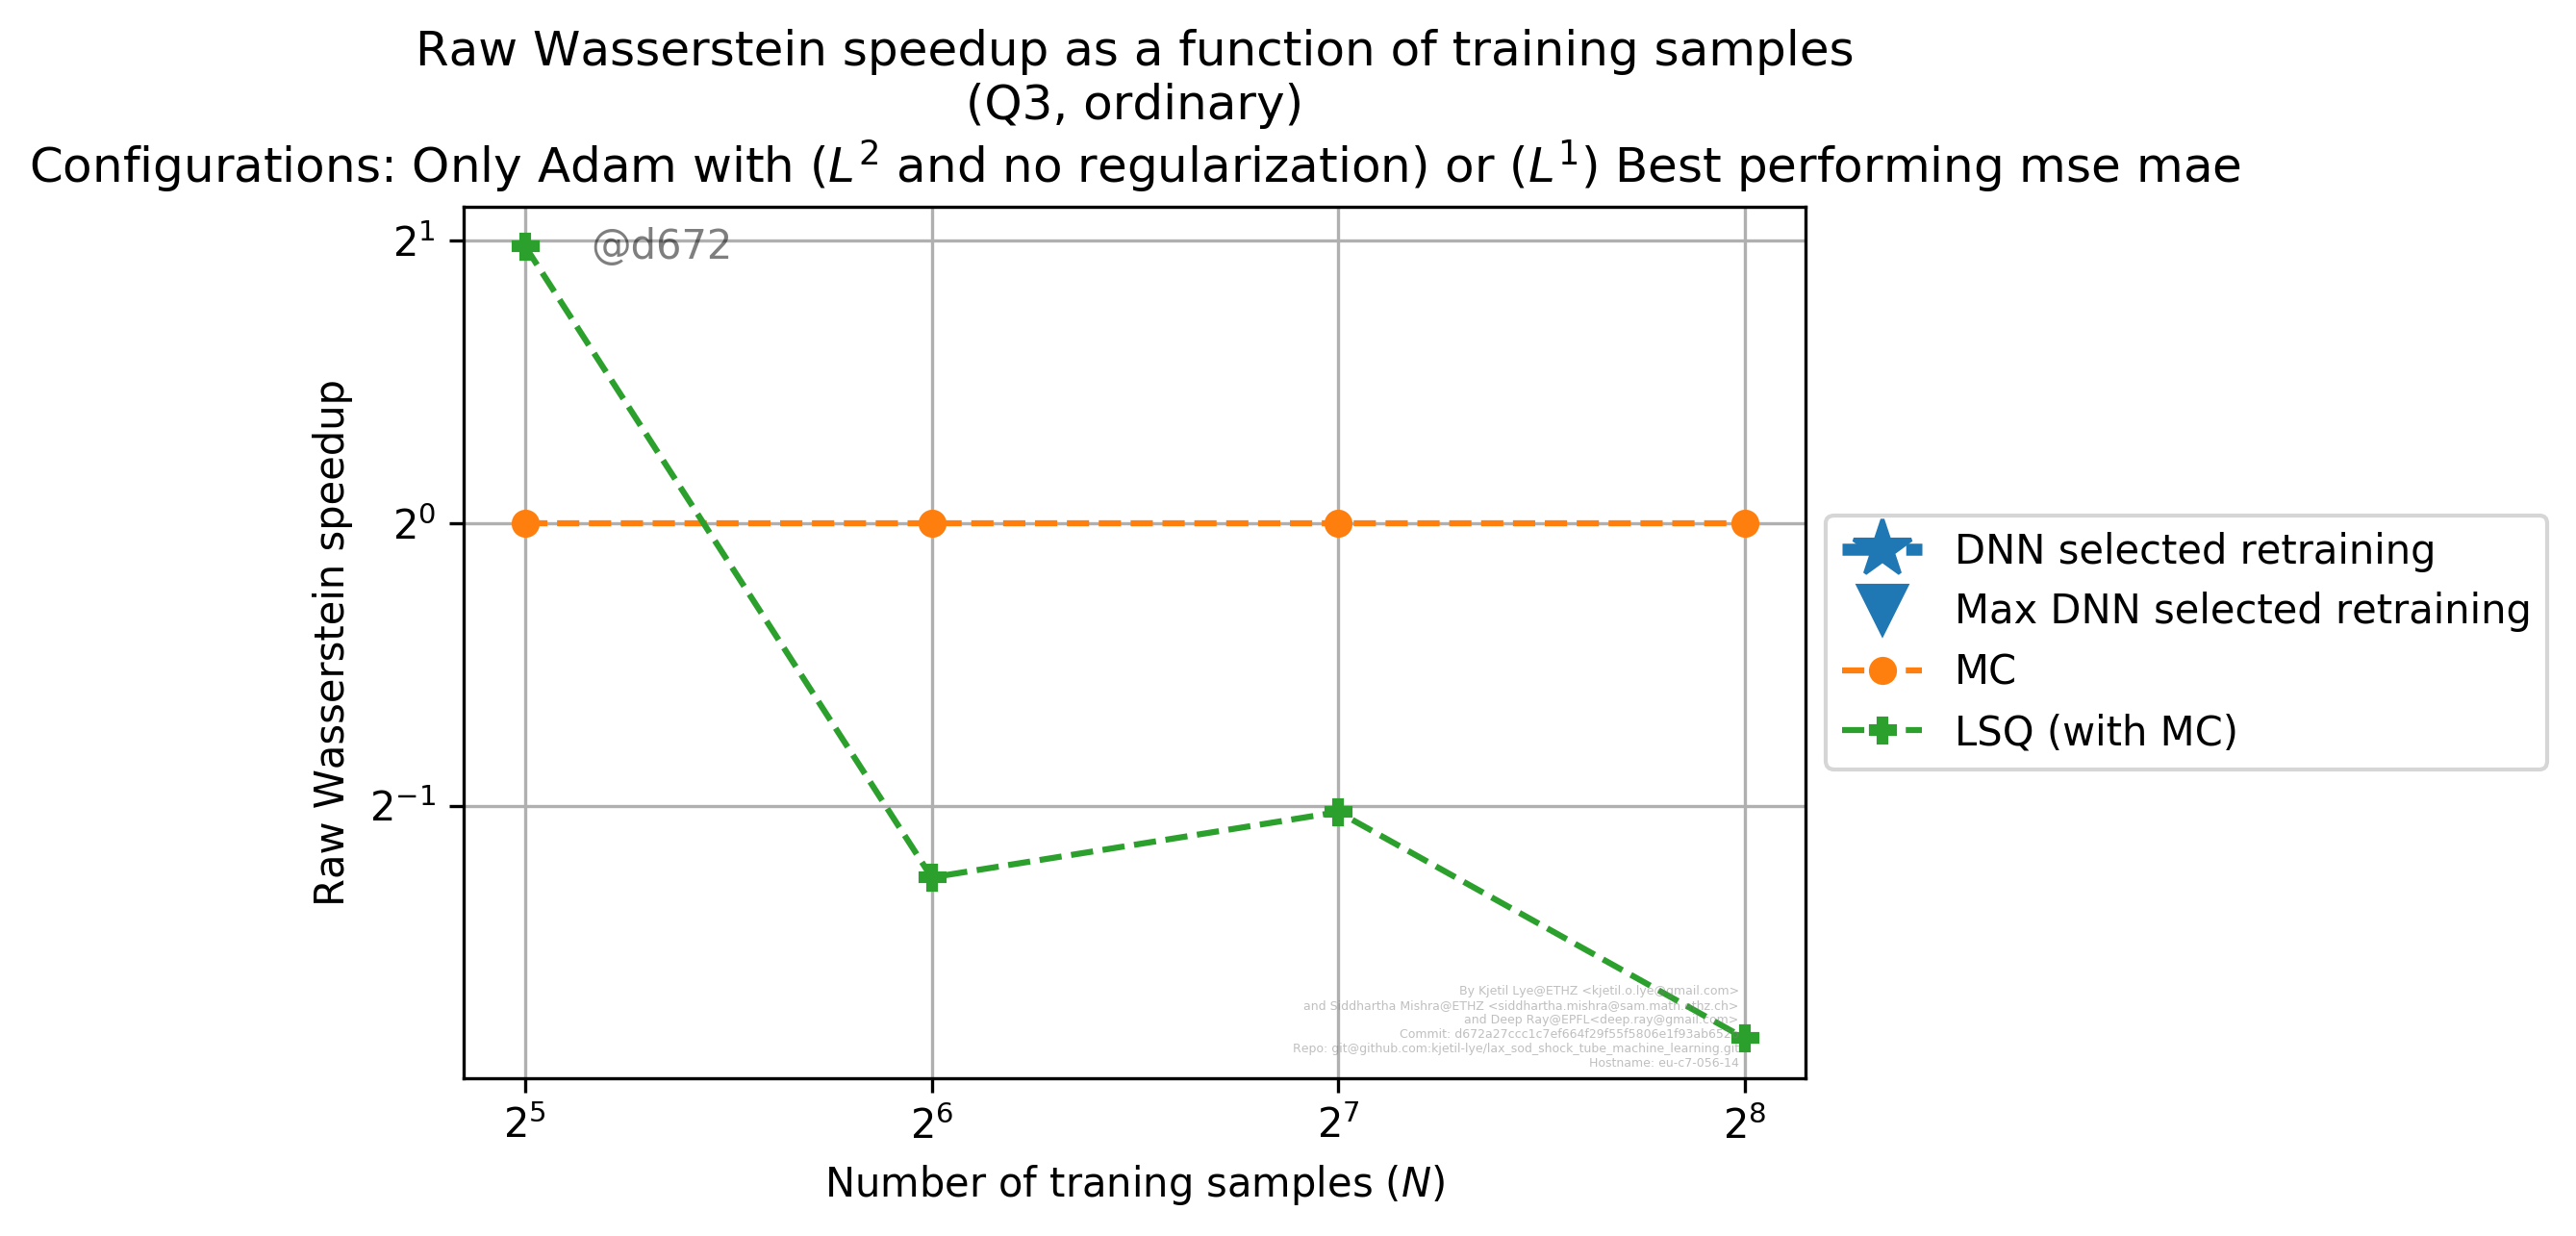 Raw Wasserstein speedup as a function of training samples
(Q3, ordinary)
Configurations: Only Adam with (L² and no regularization) or (L¹) Best performing mse mae
2¹
@d672
2⁰
2⁻¹
Raw Wasserstein speedup
DNN selected retraining
Max DNN selected retraining
MC
LSQ (with MC)
By Kjetil Lye@ETHZ <kjetil.o.lye@gmail.com>
and Siddhartha Mishra@ETHZ <siddhartha.mishra@sam.math.ethz.ch>
and Deep Ray@EPFL<deep.ray@gmail.com>
Commit:
Repo: git@github.com:kjetil-lye/lax_sod_shock_tube_machine_learning.git
Hostname: eu-c7-056-14
2⁵ 2⁶ 2⁷ 2⁸
Number of traning samples (N)